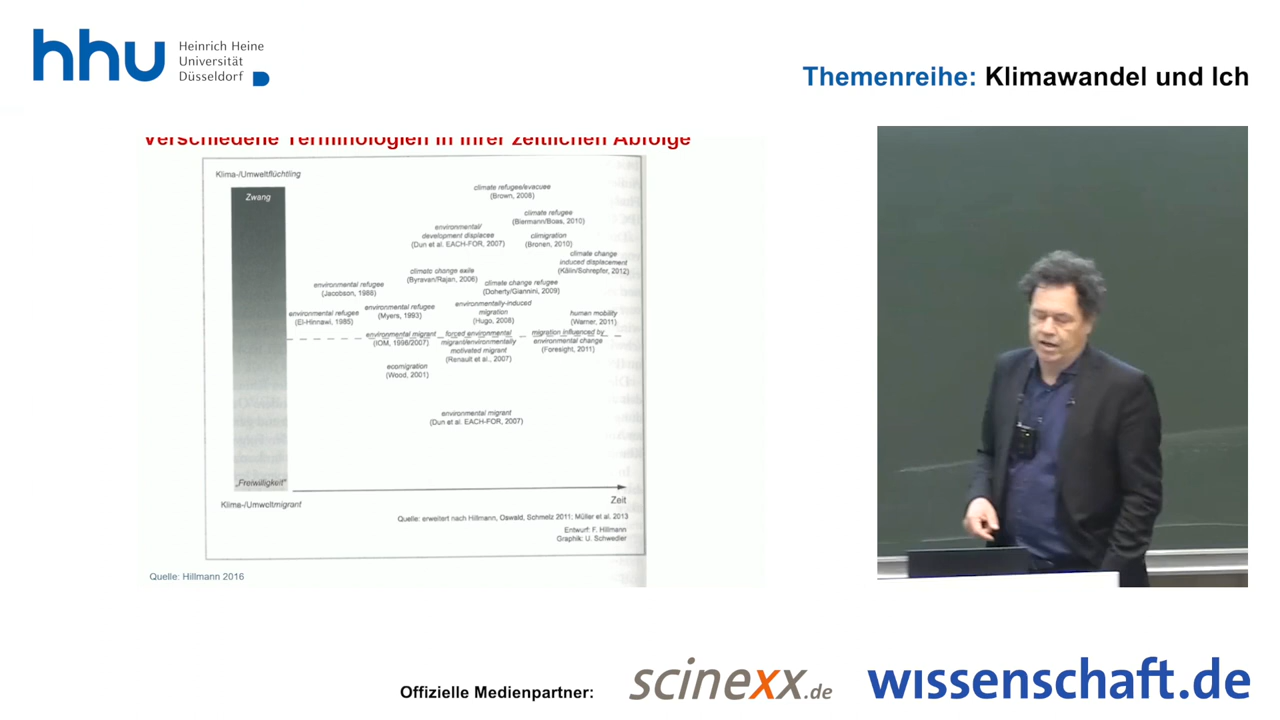 hhu
Heinrich Heine
Universität
Düsseldorf
Themenreihe: Klimawandel und Ich
Verschiedene Terminologien in ihrer zeitlichen Abfolge
Klima-/Umweltflüchtling
Zwang
climate refugee/evacuee
(Brown, 2008)
climate refugee
(Biermann/Boas, 2010)
environmental/
development displacee
(Dun et al. EACH-FOR, 2007)
climigration
(Bronen, 2010)
climate change
induced displacement
(Kälin/Schrepfer, 2012)
climate change exile
(Byravan/Rajan, 2006)
climate change refugee
(Doherty/Giannini, 2009)
environmental refugee
(Jacobson, 1988)
environmental refugee
(Myers, 1993)
environmentally-induced
migration
(Hugo, 2008)
environmental refugee
(El-Hinnawi, 1985)
human mobility
(Warner, 2011)
environmental migrant
(IOM, 1996/2007)
forced environmental
migrant/environmentally
motivated migrant
(Renault et al., 2007)
migration influenced by
environmental change
(Foresight, 2011)
ecomigration
(Wood, 2001)
environmental migrant
(Dun et al. EACH-FOR, 2007)
„Freiwilligkeit"
Klima-/Umweltmigrant
Zeit
Quelle: erweitert nach Hillmann, Oswald, Schmelz 2011; Müller et al. 2013
Entwurf: F. Hillmann
Graphik: U. Schwedler
Quelle: Hillmann 2016
Offizielle Medienpartner:
scinexx.de
wissenschaft.de